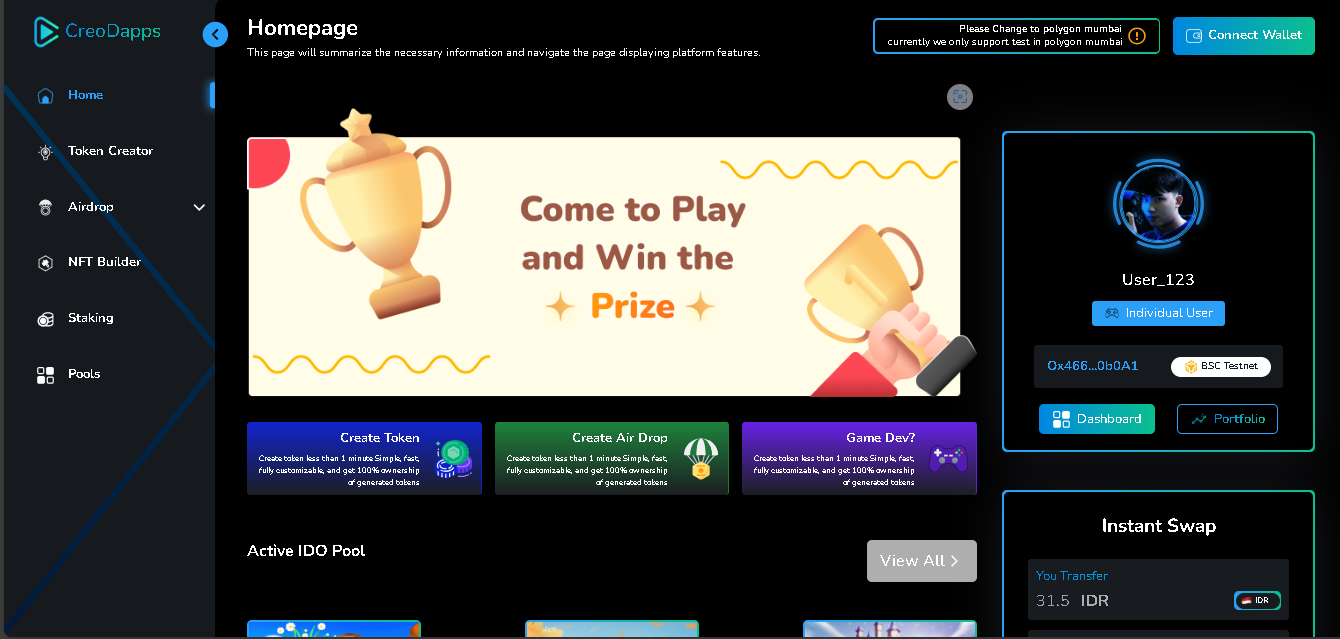 CreoDapps
Home
Token Creator
Airdrop
NFT Builder
Staking
Pools
Homepage
This page will summarize the necessary information and navigate the page displaying platform features.
Please Change to polygon mumbai
currently we only support test in polygon mumbai
Connect Wallet
Come to Play
and Win the
Prize
Create Token
Create token less than 1 minute Simple, fast,
fully customizable, and get 100% ownership
of generated tokens
Create Air Drop
Create token less than 1 minute Simple, fast,
fully customizable, and get 100% ownership
of generated tokens
Game Dev?
Create token less than 1 minute Simple, fast,
fully customizable, and get 100% ownership
of generated tokens
Active IDO Pool
View All
User_123
Individual User
0x466...0b0A1
BSC Testnet
Dashboard
Portfolio
Instant Swap
You Transfer
31.5 IDR
IDR